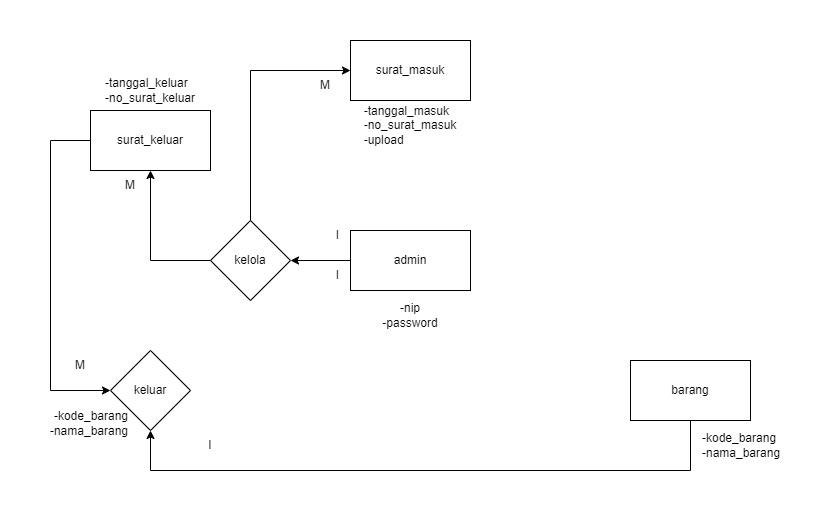 surat_masuk
M
-tanggal_masuk
-no_surat_masuk
-upload
-tanggal_keluar
-no_surat_keluar
surat_keluar
M
kelola
I
I
admin
-nip
-password
M
keluar
-kode_barang
-nama_barang
I
barang
-kode_barang
-nama_barang